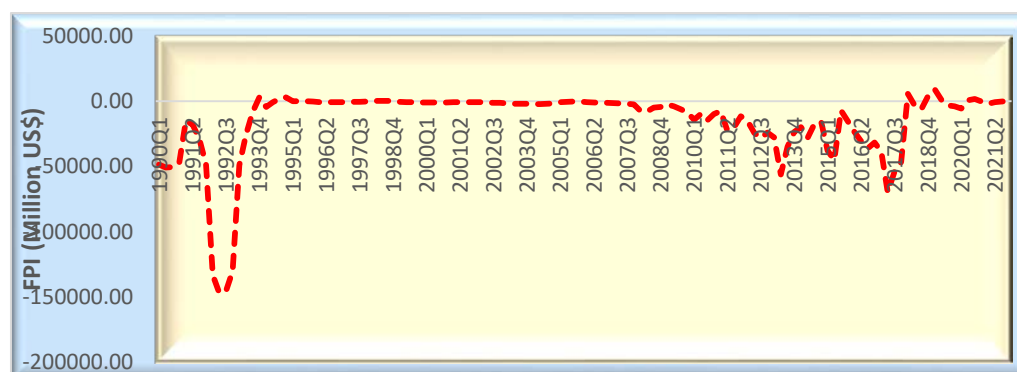 50000.00
0.00
-50000.00
-100000.00
-150000.00
-200000.00
FPI (Million US$)
1990Q1
1991Q2
1992Q3
1993Q4
1995Q1
1996Q2
1997Q3
1998Q4
2000Q1
2001Q2
2002Q3
2003Q4
2005Q1
2006Q2
2007Q3
2008Q4
2010Q1
2011Q2
2012Q3
2013Q4
2015Q1
2016Q2
2017Q3
2018Q4
2020Q1
2021Q2